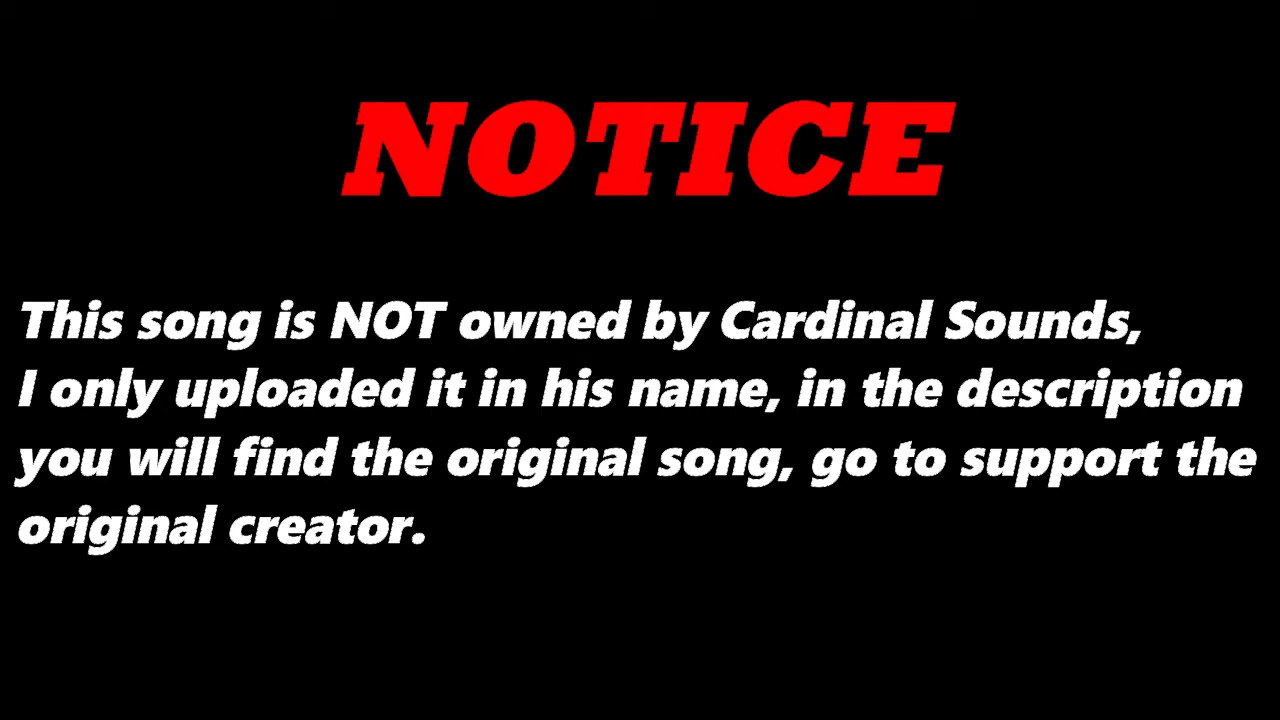 NOTICE
This song is NOT owned by Cardinal Sounds,
I only uploaded it in his name, in the description
you will find the original song, go to support the
original creator.